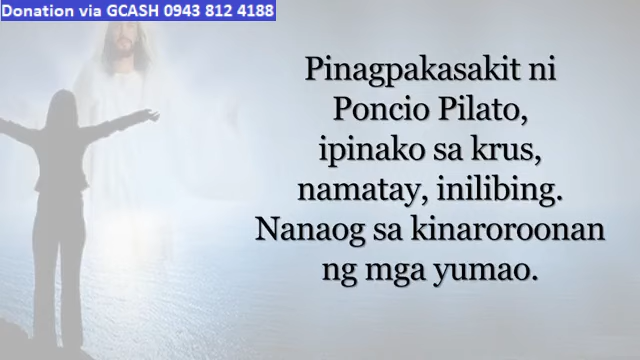 Donation via GCASH 0943 812 4188
Pinagpakasakit ni
Poncio Pilato,
ipinako sa krus,
namatay, inilibing.
Nanaog sa kinaroroonan
ng mga yumao.